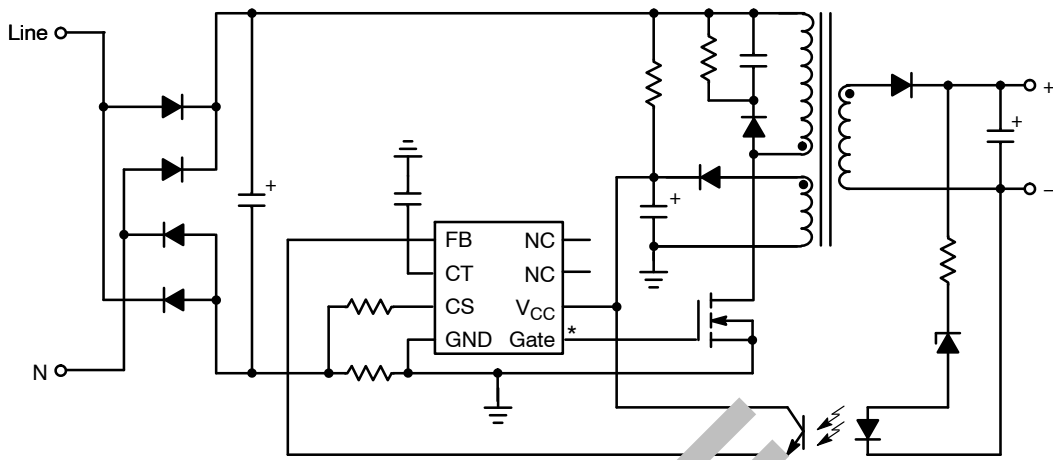 Line
N
FB
CT
CS
GND
NC
NC
VCC
Gate
*
+
+
+
+
−